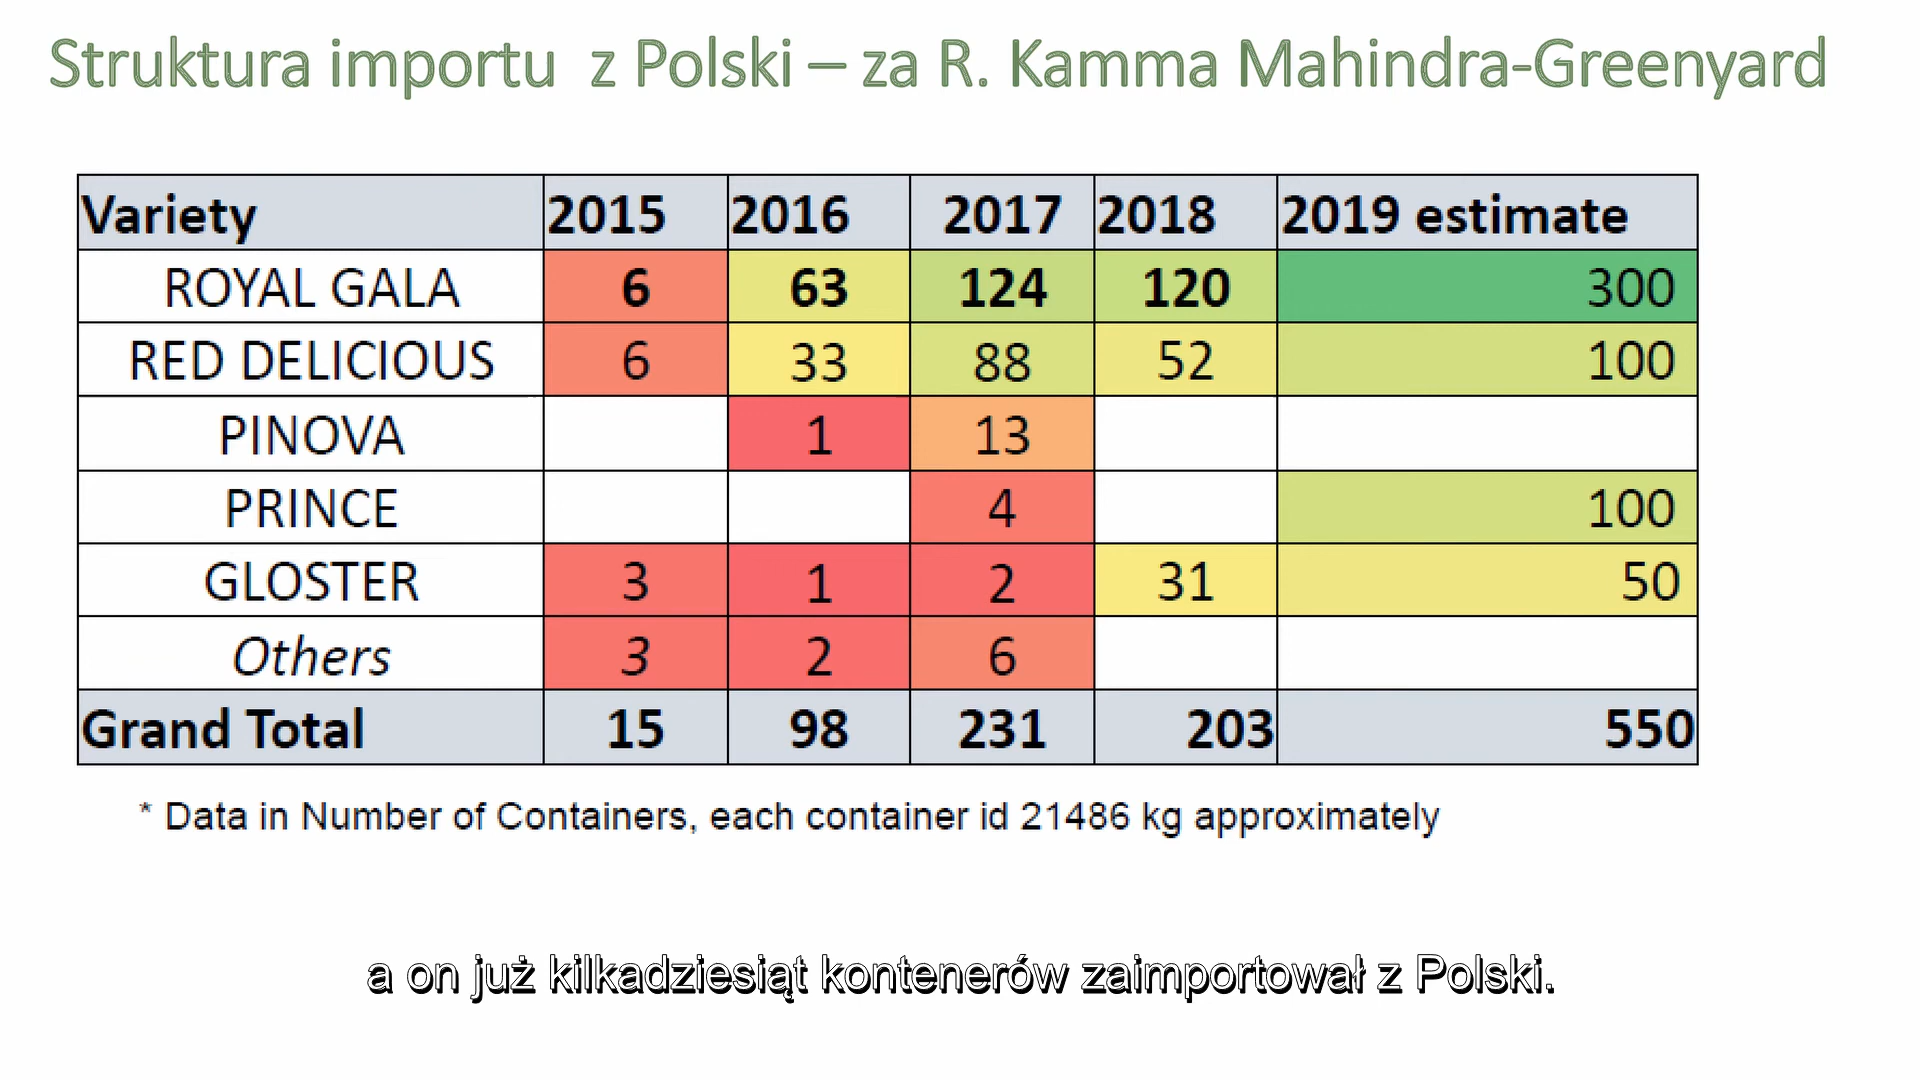 Struktura importu z Polski – za R. Kamma Mahindra-Greenyard
Variety 2015 2016 2017 2018 2019 estimate
ROYAL GALA 6 63 124 120 300
RED DELICIOUS 6 33 88 52 100
PINOVA 1 13
PRINCE 4 100
GLOSTER 3 1 2 31 50
Others 3 2 6
Grand Total 15 98 231 203 550
* Data in Number of Containers, each container id 21486 kg approximately
a on już kilkadziesiąt kontenerów zaimportował z Polski.